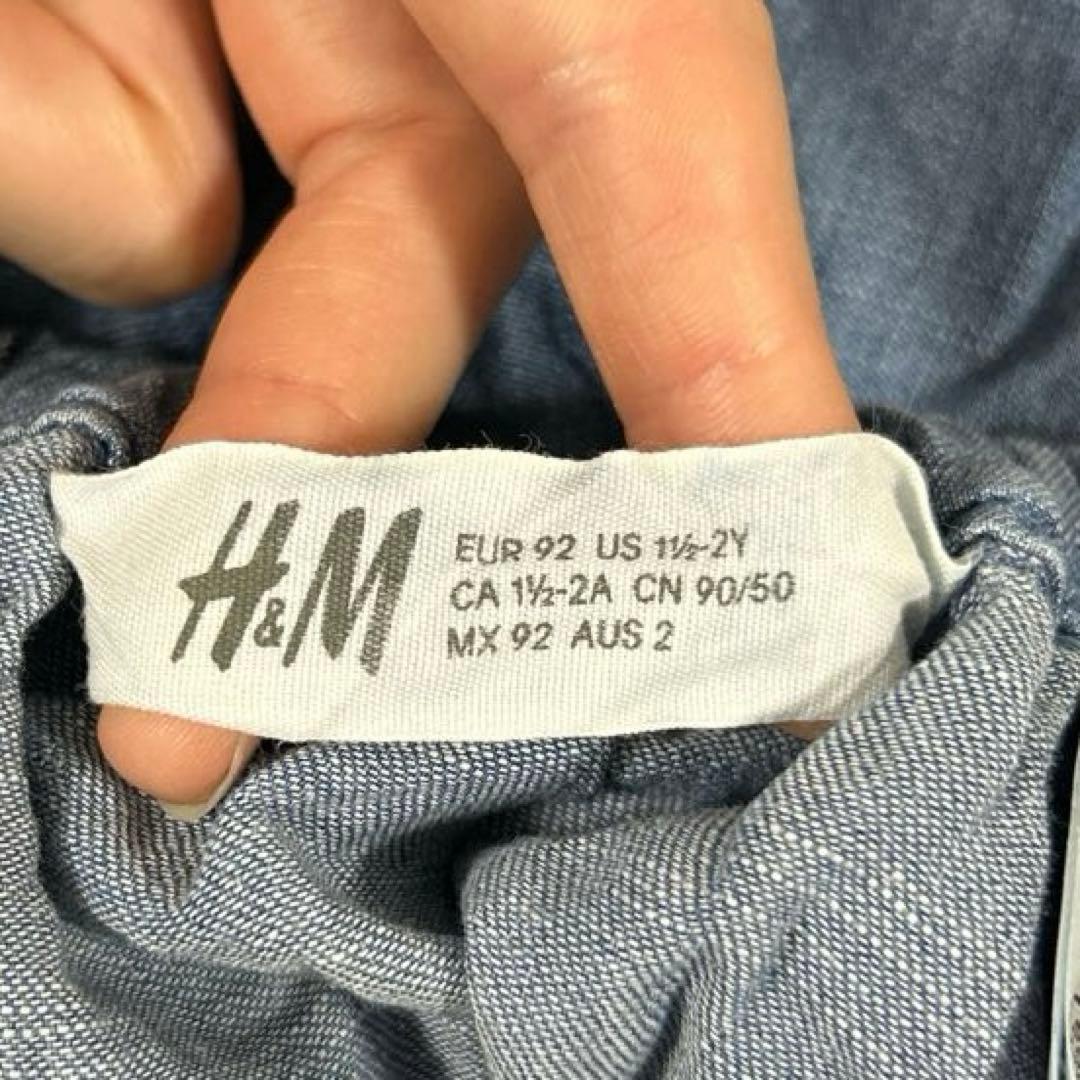 H&M
EUR 92 US 1½-2Y
CA 1½-2A CN 90/50
MX 92 AUS 2